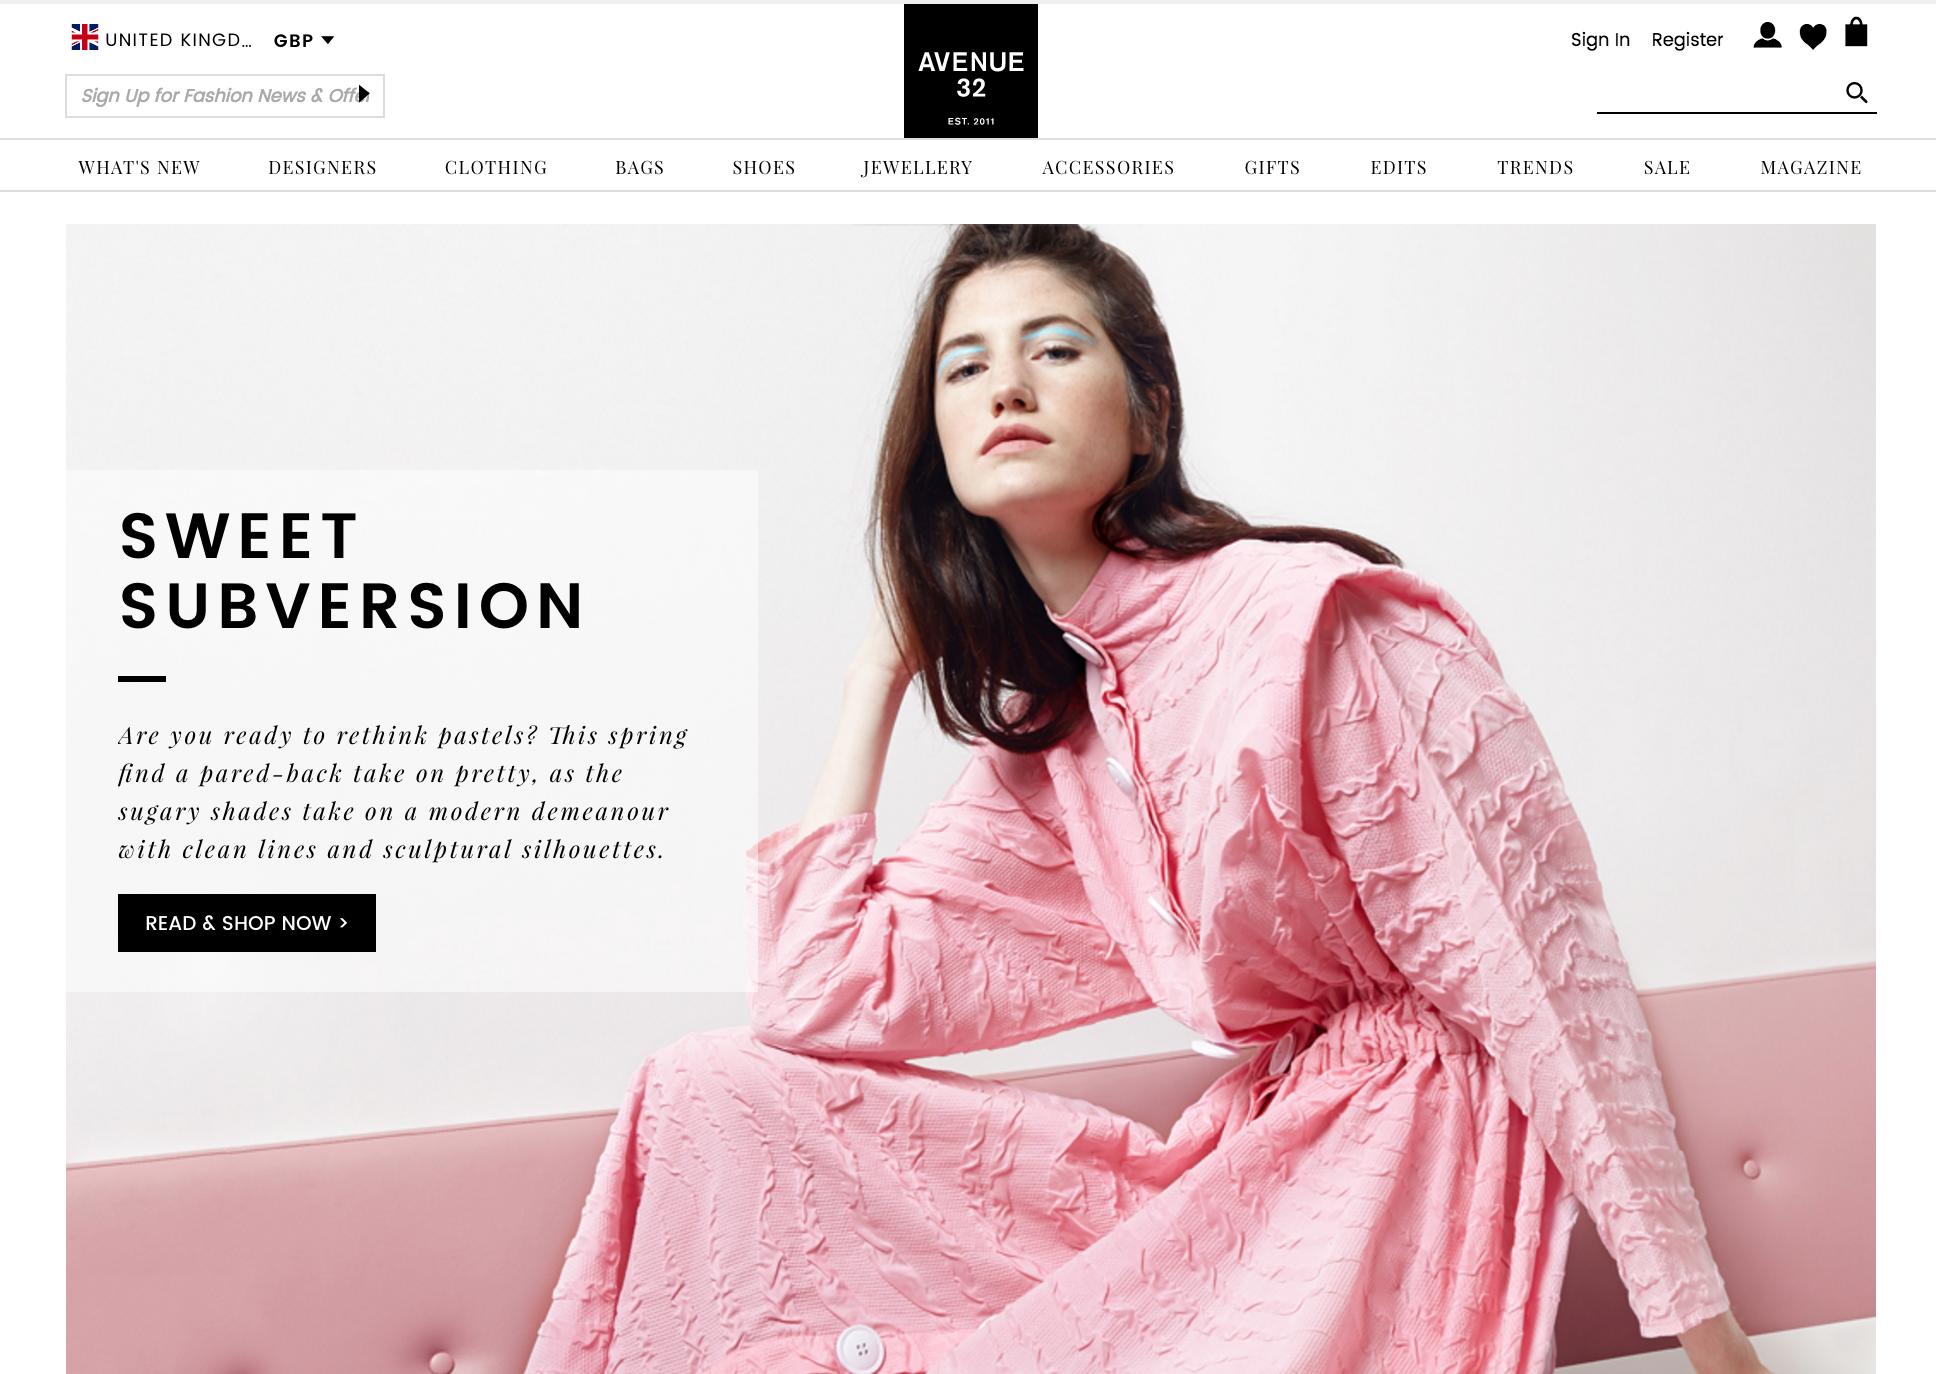 UNITED KINGD... GBP
Sign In Register
Sign Up for Fashion News & Offer
AVENUE
32
EST. 2011
WHAT'S NEW DESIGNERS CLOTHING BAGS SHOES JEWELLERY ACCESSORIES GIFTS EDITS TRENDS SALE MAGAZINE
SWEET
SUBVERSION
Are you ready to rethink pastels? This spring
find a pared-back take on pretty, as the
sugary shades take on a modern demeanour
with clean lines and sculptural silhouettes.
READ & SHOP NOW >